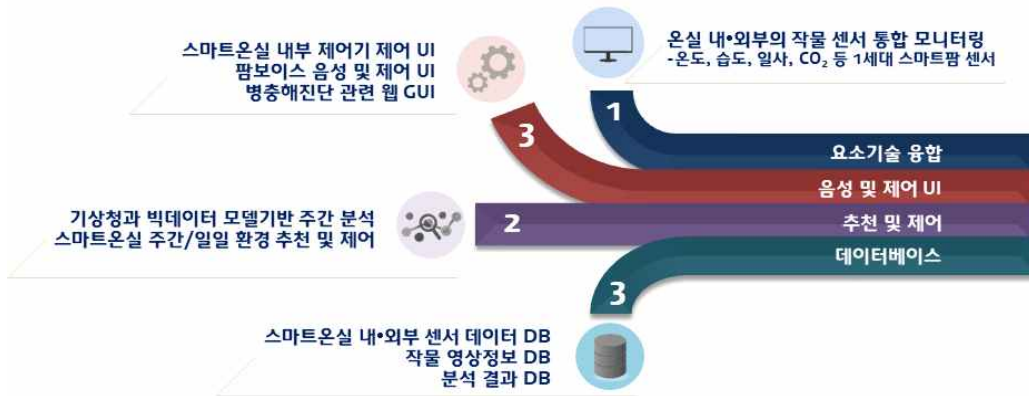 스마트온실 내부 제어기 제어 UI
팜보이스 음성 및 제어 UI
병충해진단 관련 웹 GUI
온실 내•외부의 작물 센서 통합 모니터링
-온도, 습도, 일사, CO₂ 등 1세대 스마트팜 센서
1
3
요소기술 융합
음성 및 제어 UI
기상청과 빅데이터 모델기반 주간 분석
스마트온실 주간/일일 환경 추천 및 제어
2
추천 및 제어
데이터베이스
3
스마트온실 내•외부 센서 데이터 DB
작물 영상정보 DB
분석 결과 DB